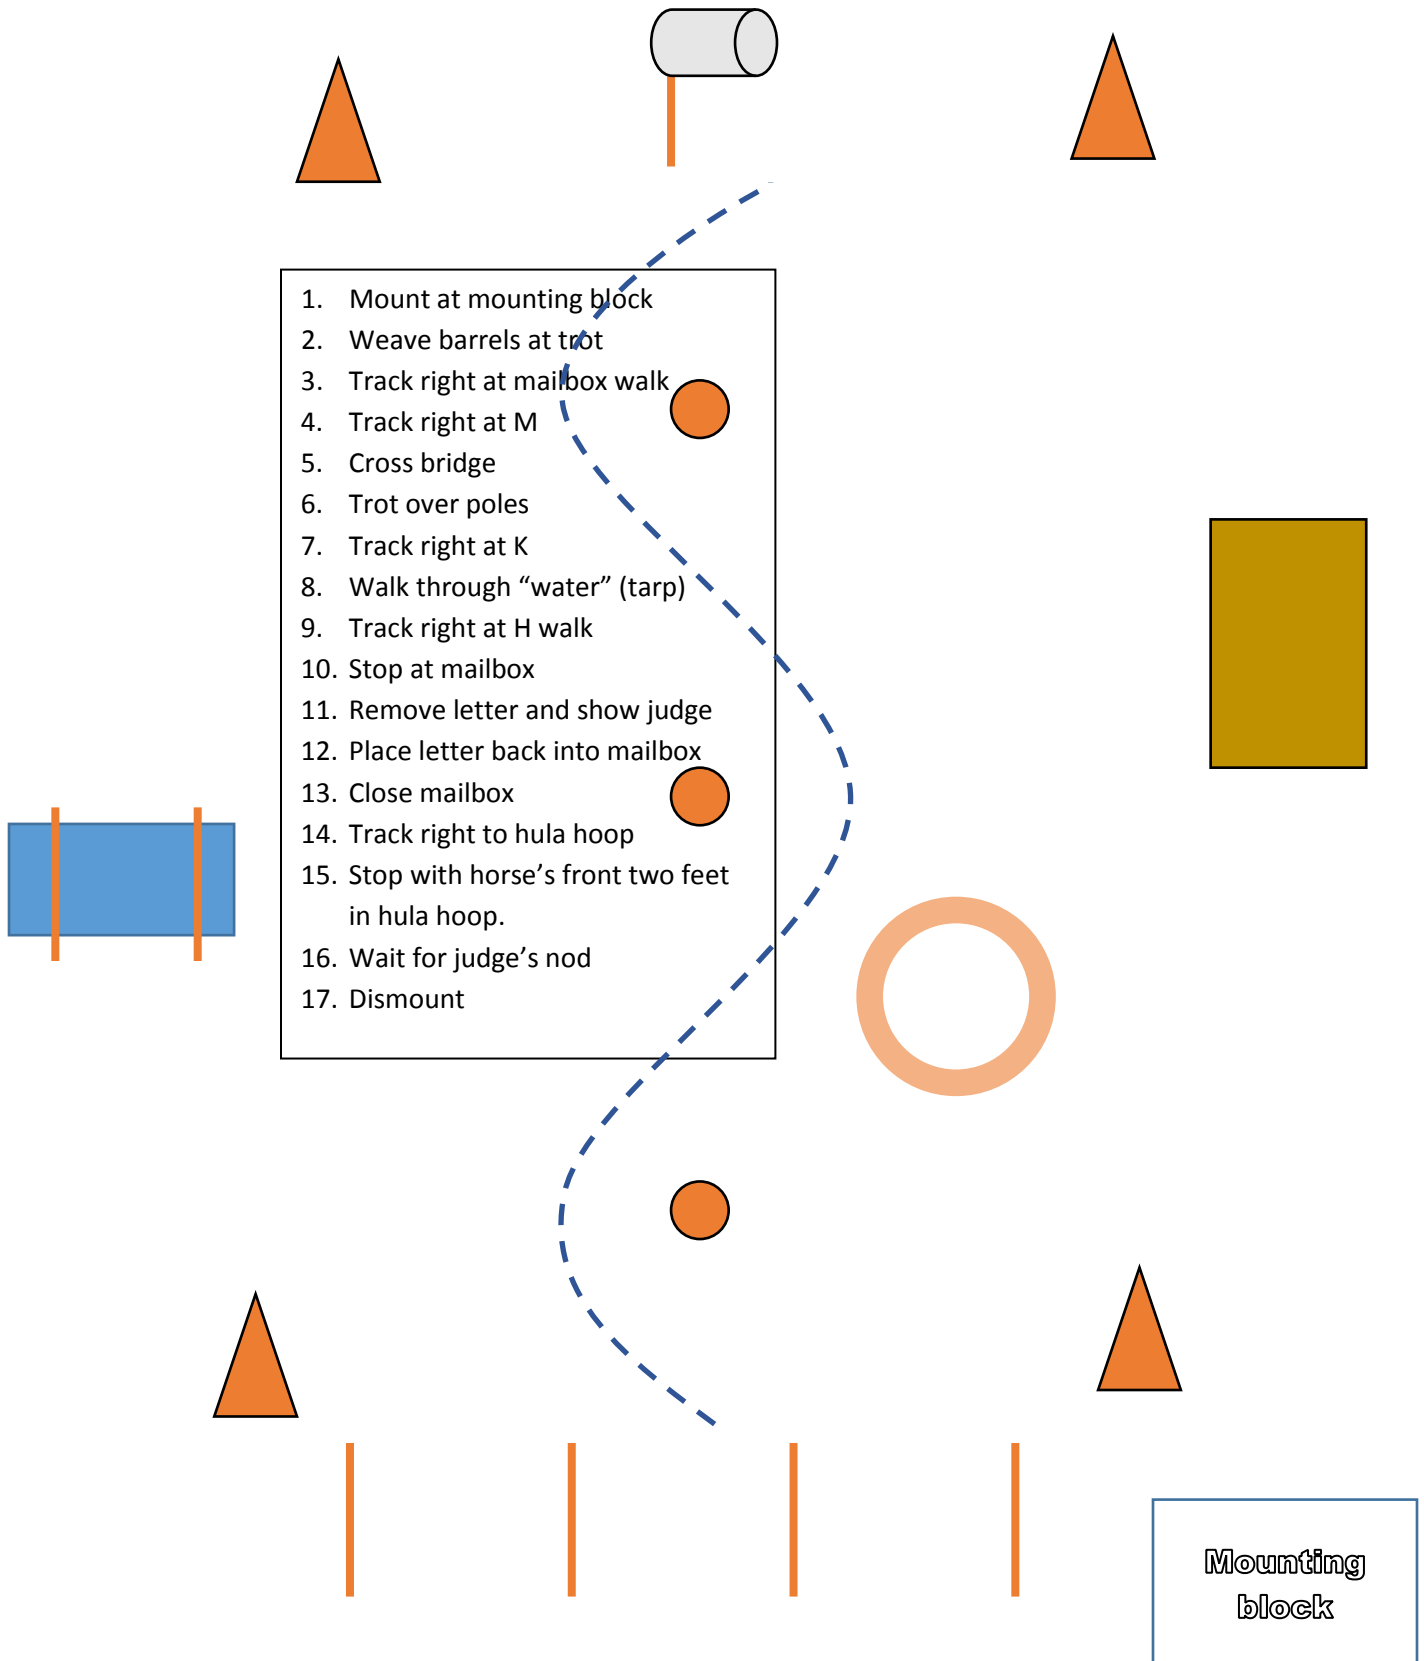 1. Mount at mounting block
2. Weave barrels at trot
3. Track right at mailbox walk
4. Track right at M
5. Cross bridge
6. Trot over poles
7. Track right at K
8. Walk through “water” (tarp)
9. Track right at H walk
10. Stop at mailbox
11. Remove letter and show judge
12. Place letter back into mailbox
13. Close mailbox
14. Track right to hula hoop
15. Stop with horse’s front two feet
in hula hoop.
16. Wait for judge’s nod
17. Dismount
Mounting
block